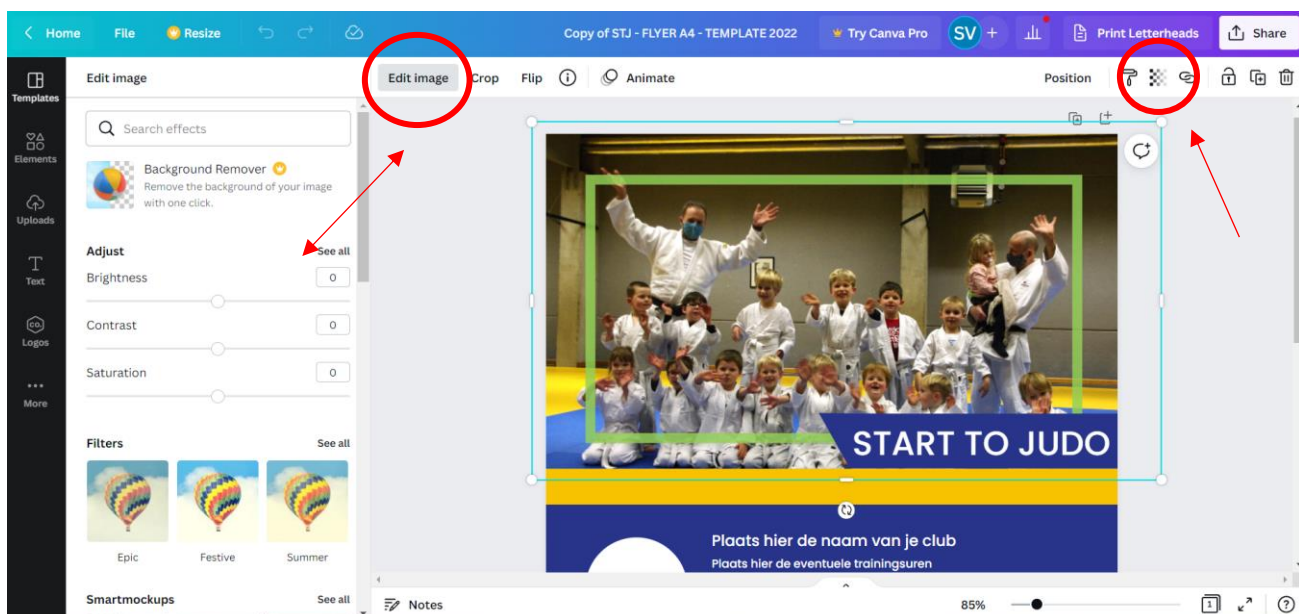 Home File Resize Copy of STJ - FLYER A4 - TEMPLATE 2022 Try Canva Pro SV + Print Letterheads Share
Templates
Elements
Uploads
Text
CO.
Logos
More
Edit image
Search effects
Background Remover
Remove the background of your image
with one click.
Adjust See all
Brightness 0
Contrast 0
Saturation 0
Filters See all
Epic Festive Summer
Smartmockups See all
Edit image Crop Flip Animate Position
START TO JUDO
Plaats hier de naam van je club
Plaats hier de eventuele trainingsuren
Notes 85% 1 ?